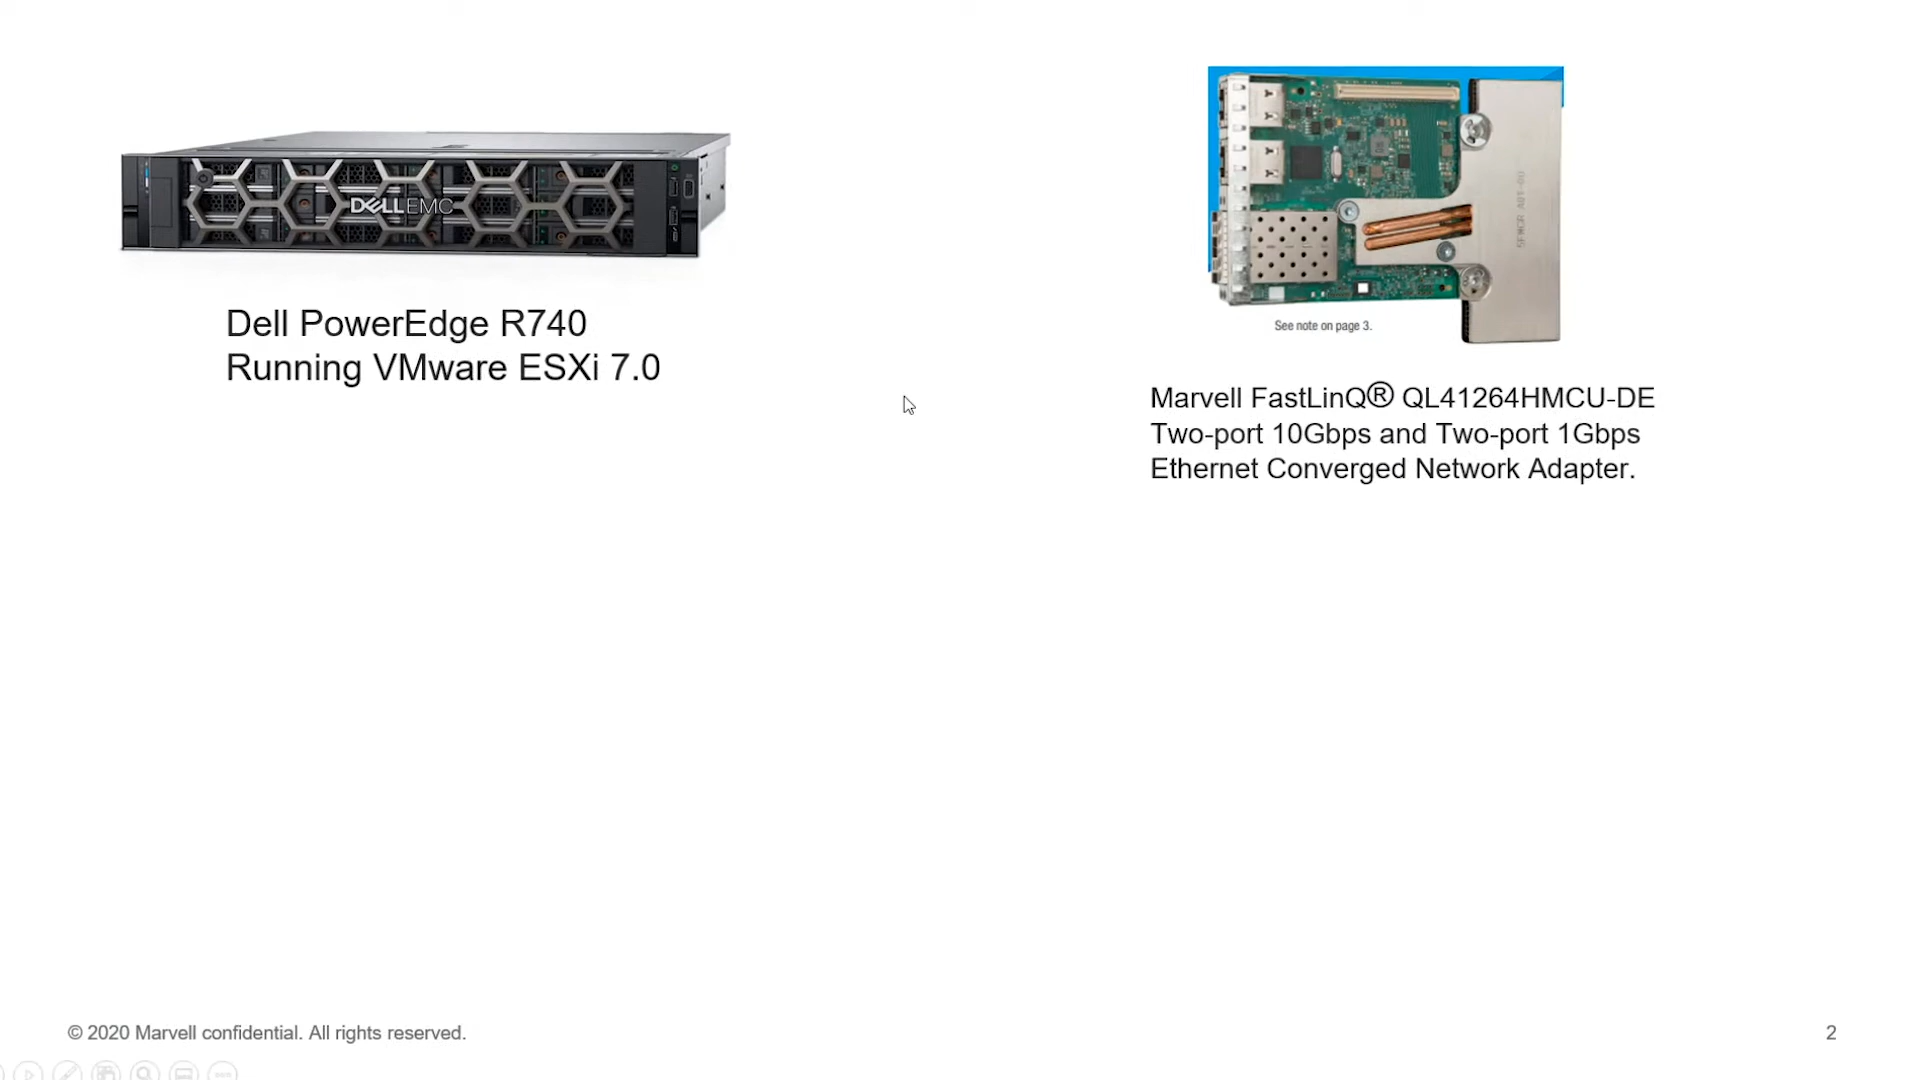 DELLEMC
Dell PowerEdge R740
Running VMware ESXi 7.0
See note on page 3.
Marvell FastLinQ® QL41264HMCU-DE
Two-port 10Gbps and Two-port 1Gbps
Ethernet Converged Network Adapter.
© 2020 Marvell confidential. All rights reserved.
2